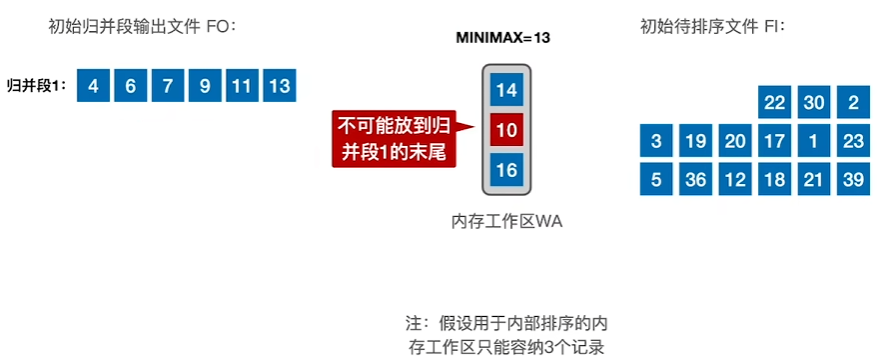 初始归并段输出文件 FO：
MINIMAX=13
初始待排序文件 FI：
归并段1：
4 6 7 9 11 13
14
10
16
不可能放到归
并段1的末尾
22 30 2
3 19 20 17 1 23
5 36 12 18 21 39
内存工作区WA
注：假设用于内部排序的内
存工作区只能容纳3个记录